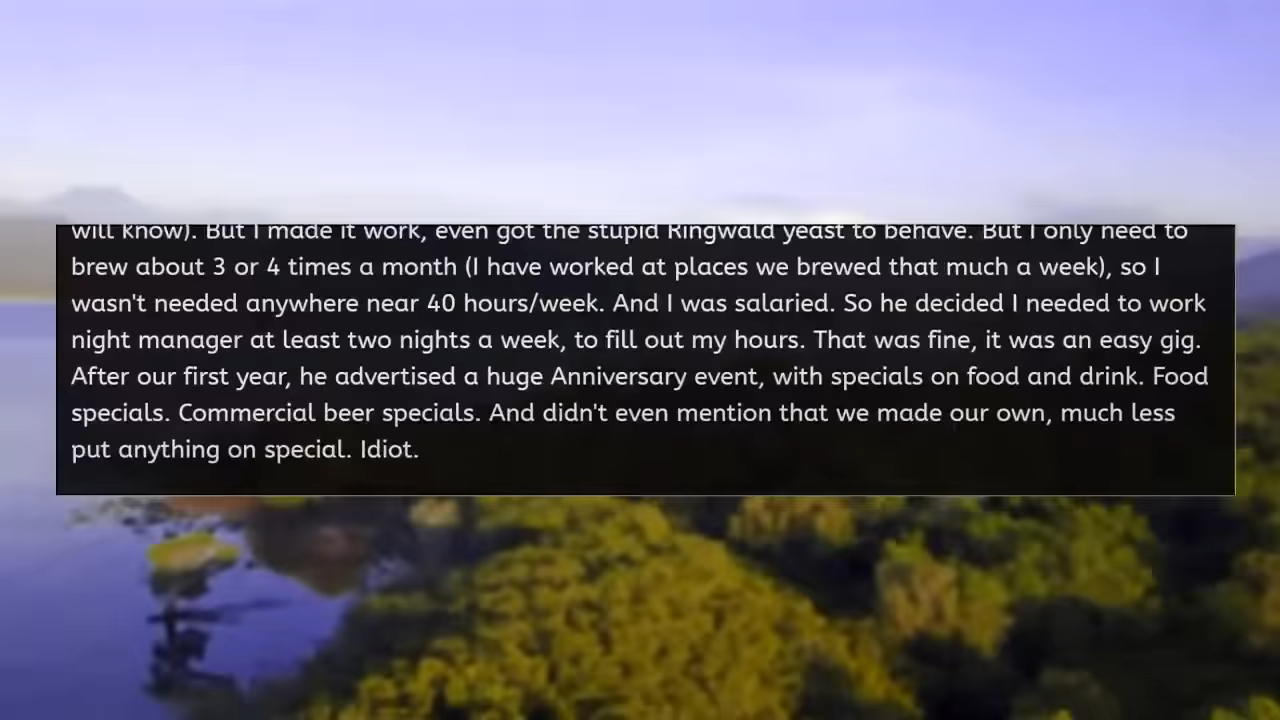 will know). But I made it work, even got the stupid Ringwald yeast to behave. But I only need to
brew about 3 or 4 times a month (I have worked at places we brewed that much a week), so I
wasn't needed anywhere near 40 hours/week. And I was salaried. So he decided I needed to work
night manager at least two nights a week, to fill out my hours. That was fine, it was an easy gig.
After our first year, he advertised a huge Anniversary event, with specials on food and drink. Food
specials. Commercial beer specials. And didn't even mention that we made our own, much less
put anything on special. Idiot.